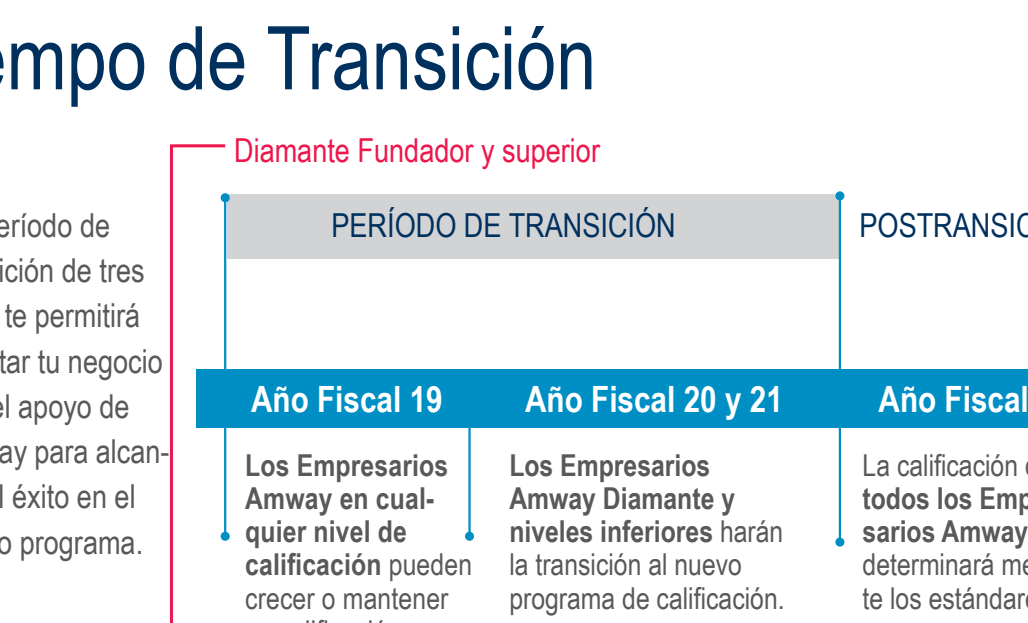 empo de Transición
Diamante Fundador y superior
eríodo de
ición de tres
te permitirá
tar tu negocio
el apoyo de
ay para alcan-
l éxito en el
o programa.
PERÍODO DE TRANSICIÓN
POSTRANSIC
Año Fiscal 19
Año Fiscal 20 y 21
Año Fiscal
Los Empresarios
Amway en cual-
quier nivel de
calificación pueden
crecer o mantener
Los Empresarios
Amway Diamante y
niveles inferiores harán
la transición al nuevo
programa de calificación.
La calificación
todos los Emp
sarios Amway
determinará me
te los estándar